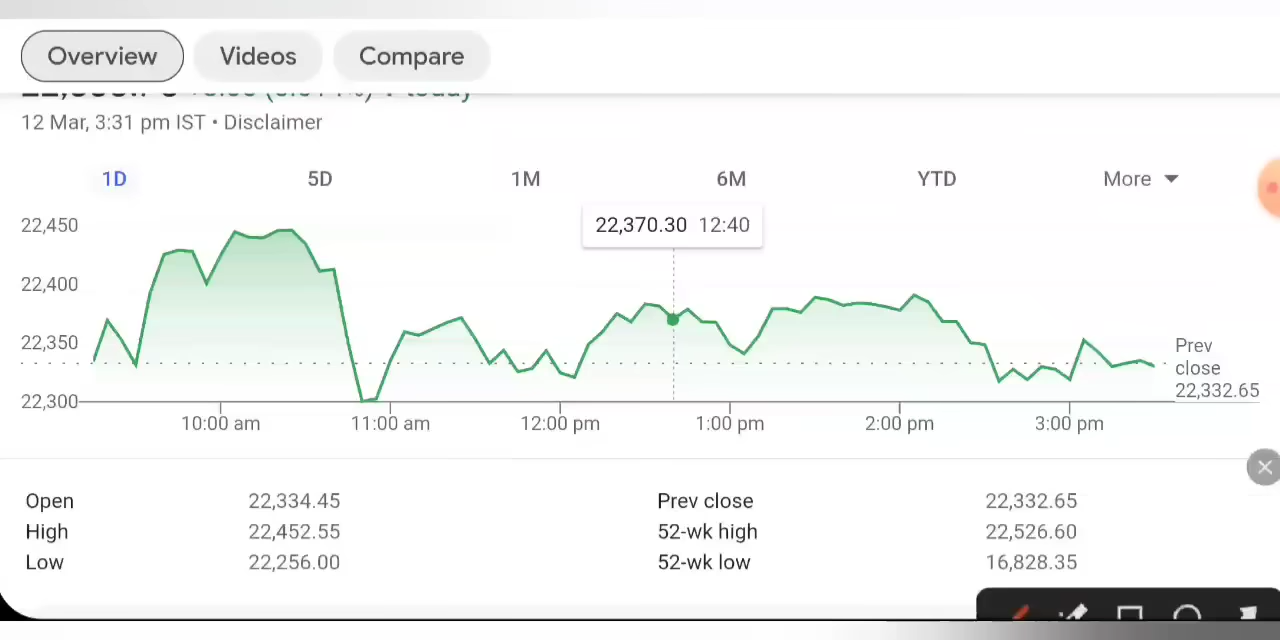 Overview Videos Compare
today
12 Mar, 3:31 pm IST • Disclaimer
1D 5D 1M 6M YTD More
22,370.30 12:40
22,450
22,400
22,350
22,300
Prev
close
22,332.65
10:00 am 11:00 am 12:00 pm 1:00 pm 2:00 pm 3:00 pm
Open 22,334.45 Prev close 22,332.65
High 22,452.55 52-wk high 22,526.60
Low 22,256.00 52-wk low 16,828.35